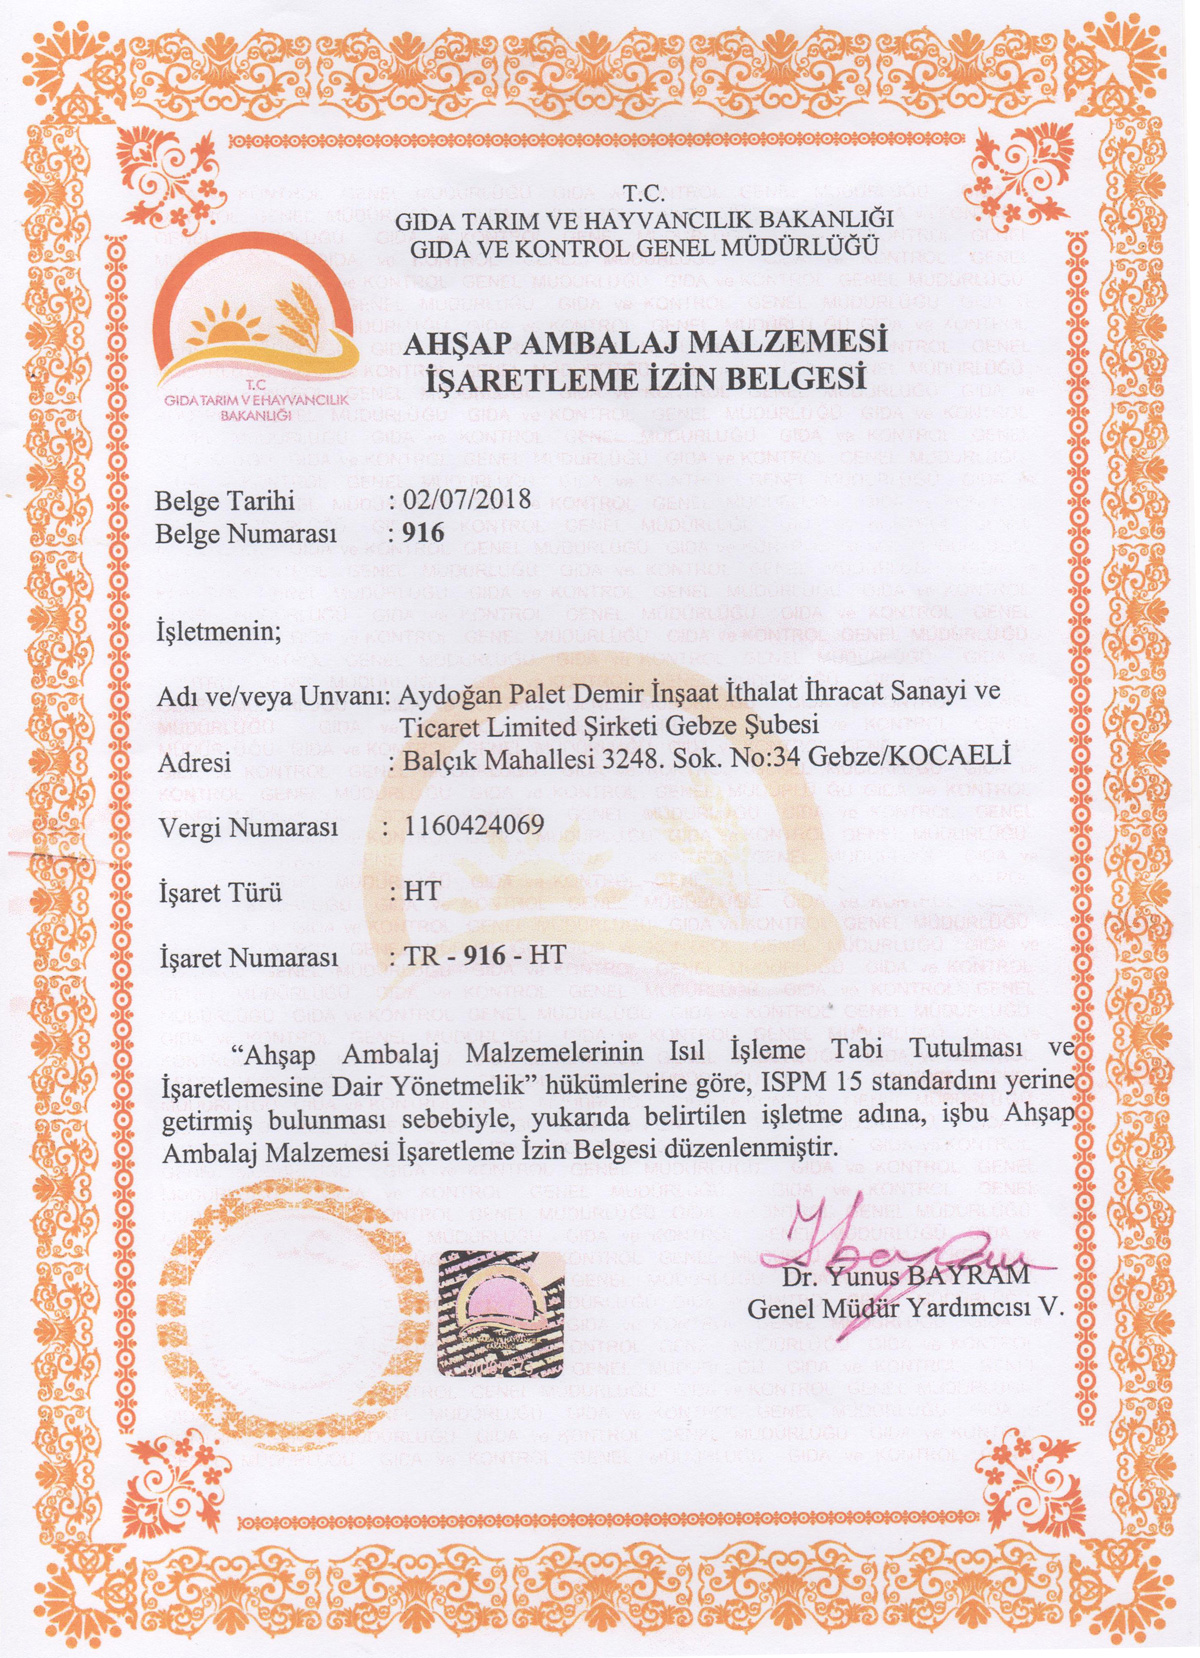 T.C.
GIDA TARIM VE HAYVANCILIK BAKANLIĞI
GIDA VE KONTROL GENEL MÜDÜRLÜĞÜ
T.C
GIDA TARIM VE HAYVANCILIK
BAKANLIĞI
AHŞAP AMBALAJ MALZEMESİ
İŞARETLEME İZİN BELGESİ
Belge Tarihi : 02/07/2018
Belge Numarası : 916
İşletmenin;
Adı ve/veya Unvanı: Aydoğan Palet Demir İnşaat İthalat İhracat Sanayi ve
Ticaret Limited Şirketi Gebze Şubesi
Adresi : Balçık Mahallesi 3248. Sok. No:34 Gebze/KOCAELİ
Vergi Numarası : 1160424069
İşaret Türü : HT
İşaret Numarası : TR - 916 - HT
“Ahşap Ambalaj Malzemelerinin Isıl İşleme Tabi Tutulması ve
İşaretlemesine Dair Yönetmelik” hükümlerine göre, ISPM 15 standardını yerine
getirmiş bulunması sebebiyle, yukarıda belirtilen işletme adına, işbu Ahşap
Ambalaj Malzemesi İşaretleme İzin Belgesi düzenlenmiştir.
Dr. Yunus BAYRAM
Genel Müdür Yardımcısı V.